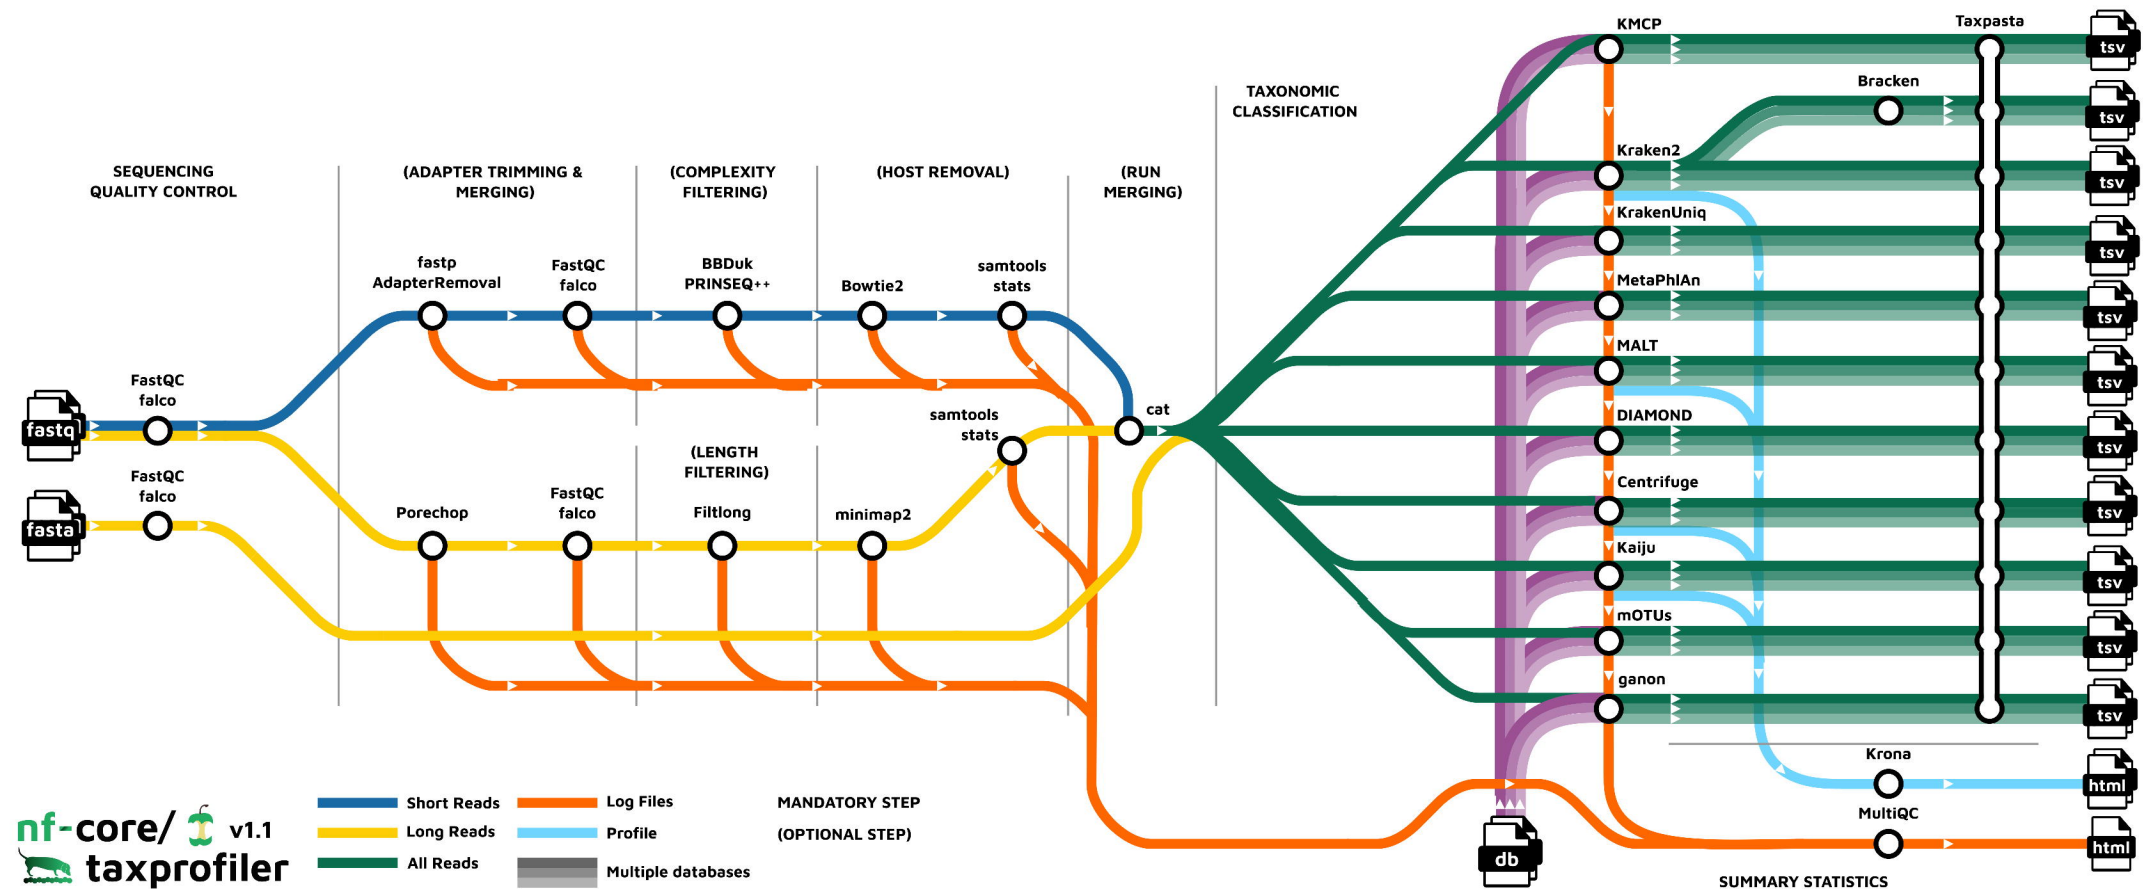 SEQUENCING
QUALITY CONTROL
(ADAPTER TRIMMING &
MERGING)
(COMPLEXITY
FILTERING)
(HOST REMOVAL)
(RUN
MERGING)
TAXONOMIC
CLASSIFICATION
fastq
FastQC
falco
fasta
FastQC
falco
fastp
AdapterRemoval
FastQC
falco
BBDuk
PRINSEQ++
Bowtie2
samtools
stats
Porechop
FastQC
falco
(LENGTH
FILTERING)
Filtlong
minimap2
samtools
stats
cat
KMCP
Kraken2
KrakenUniq
MetaPhlAn
MALT
DIAMOND
Centrifuge
Kaiju
mOTUs
ganon
Bracken
Taxpasta
tsv
tsv
tsv
tsv
tsv
tsv
tsv
tsv
tsv
tsv
tsv
Krona
html
MultiQC
html
db
SUMMARY STATISTICS
nf-core/
taxprofiler
v1.1
Short Reads
Long Reads
All Reads
Log Files
Profile
Multiple databases
MANDATORY STEP
(OPTIONAL STEP)